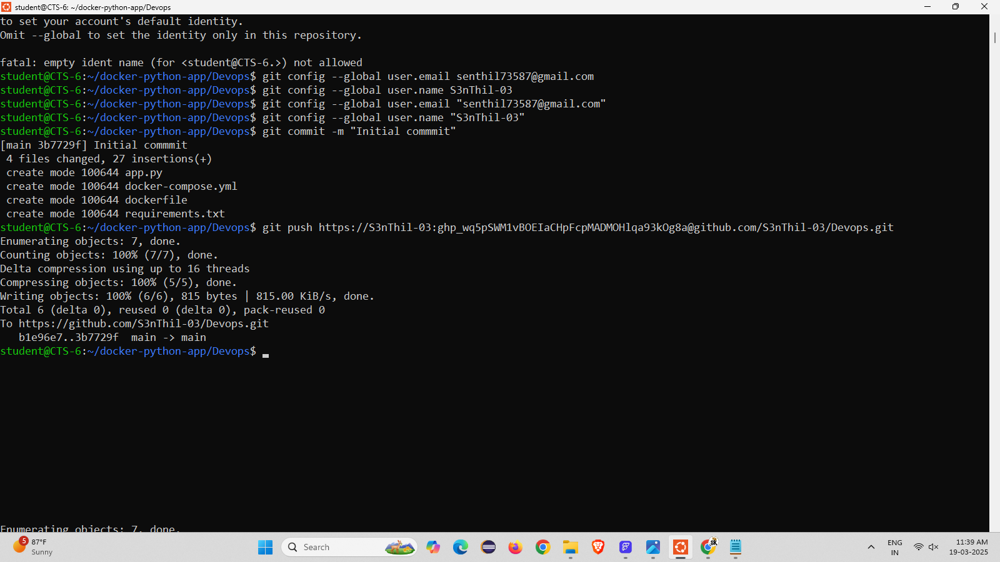 student@CTS-6: ~/docker-python-app/Devops
to set your account's default identity.
Omit --global to set the identity only in this repository.
fatal: empty ident name (for <student@CTS-6.>) not allowed
student@CTS-6:~/docker-python-app/Devops$ git config --global user.email senthil73587@gmail.com
student@CTS-6:~/docker-python-app/Devops$ git config --global user.name S3nThil-03
student@CTS-6:~/docker-python-app/Devops$ git config --global user.email "senthil73587@gmail.com"
student@CTS-6:~/docker-python-app/Devops$ git config --global user.name "S3nThil-03"
student@CTS-6:~/docker-python-app/Devops$ git commit -m "Initial commmit"
[main 3b7729f] Initial commmit
4 files changed, 27 insertions(+)
create mode 100644 app.py
create mode 100644 docker-compose.yml
create mode 100644 dockerfile
create mode 100644 requirements.txt
student@CTS-6:~/docker-python-app/Devops$ git push https://S3nThil-03: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@github.com/S3nThil-03/Devops.git
Enumerating objects: 7, done.
Counting objects: 100% (7/7), done.
Delta compression using up to 16 threads
Compressing objects: 100% (5/5), done.
Writing objects: 100% (6/6), 815 bytes | 815.00 KiB/s, done.
Total 6 (delta 0), reused 0 (delta 0), pack-reused 0
To https://github.com/S3nThil-03/Devops.git
b1e96e7..3b7729f  main -> main
student@CTS-6:~/docker-python-app/Devops$
Enumerating objects: 7, done.
5
87°F
Sunny
Search
SK
ENG
IN
11:39 AM
19-03-2025